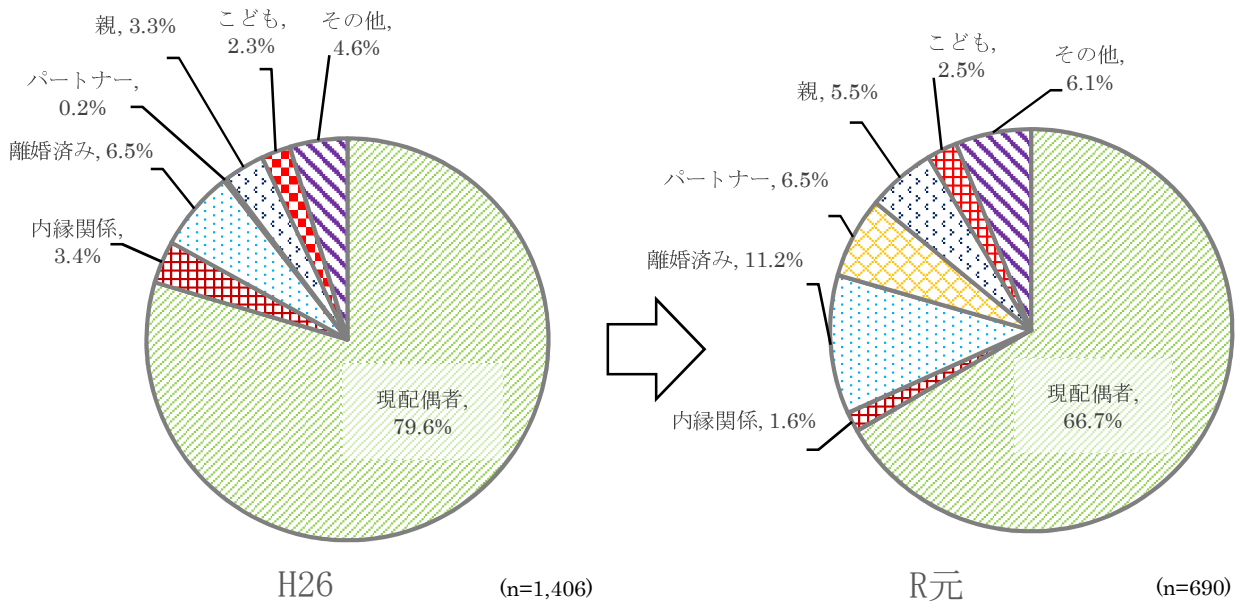 親, 3.3%
こども,
2.3%
その他,
4.6%
パートナー,
0.2%
離婚済み, 6.5%
内縁関係,
3.4%
現配偶者,
79.6%
H26
(n=1,406)
こども,
2.5%
その他,
6.1%
親, 5.5%
パートナー, 6.5%
離婚済み, 11.2%
内縁関係, 1.6%
現配偶者,
66.7%
R元
(n=690)